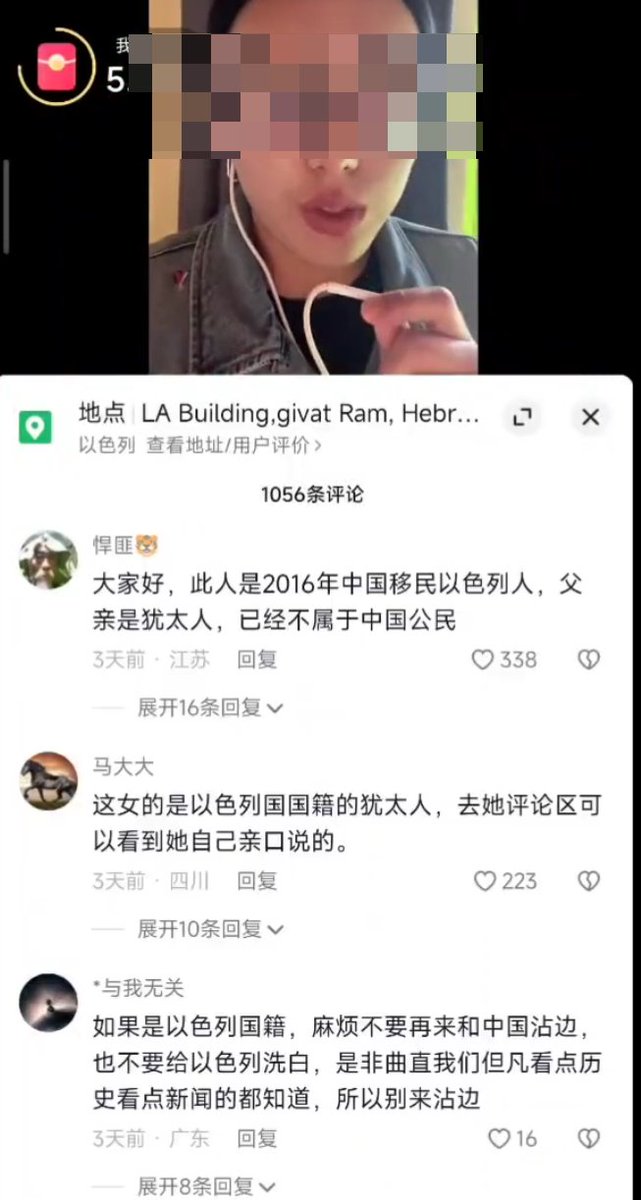 我
5.
地点 | LA Building,givat Ram, Hebr...
以色列 查看地址/用户评价>
1056条评论
悍匪🐯
大家好，此人是2016年中国移民以色列人，父
亲是犹太人，已经不属于中国公民
3天前 · 江苏 回复 338
展开16条回复
马大大
这女的是以色列国国籍的犹太人，去她评论区可
以看到她自己亲口说的。
3天前 · 四川 回复 223
展开10条回复
*与我无关
如果是以色列国籍，麻烦不要再来和中国沾边，
也不要给以色列洗白，是非曲直我们但凡看点历
史看点新闻的都知道，所以别来沾边
3天前 · 广东 回复 16
展开8条回复